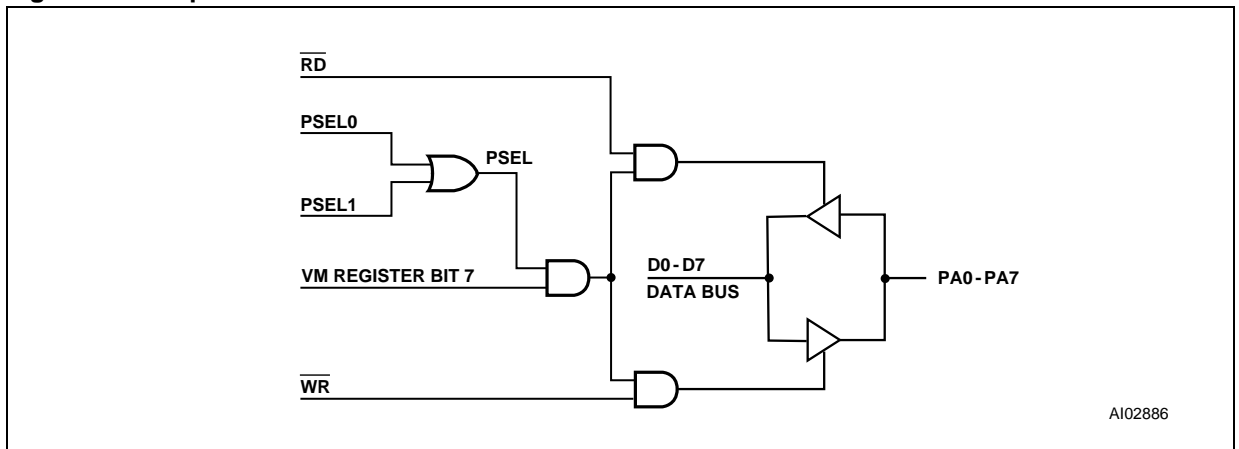 RD
PSEL0
PSEL
PSEL1
VM REGISTER BIT 7
D0-D7
DATA BUS
PA0-PA7
WR
AI02886